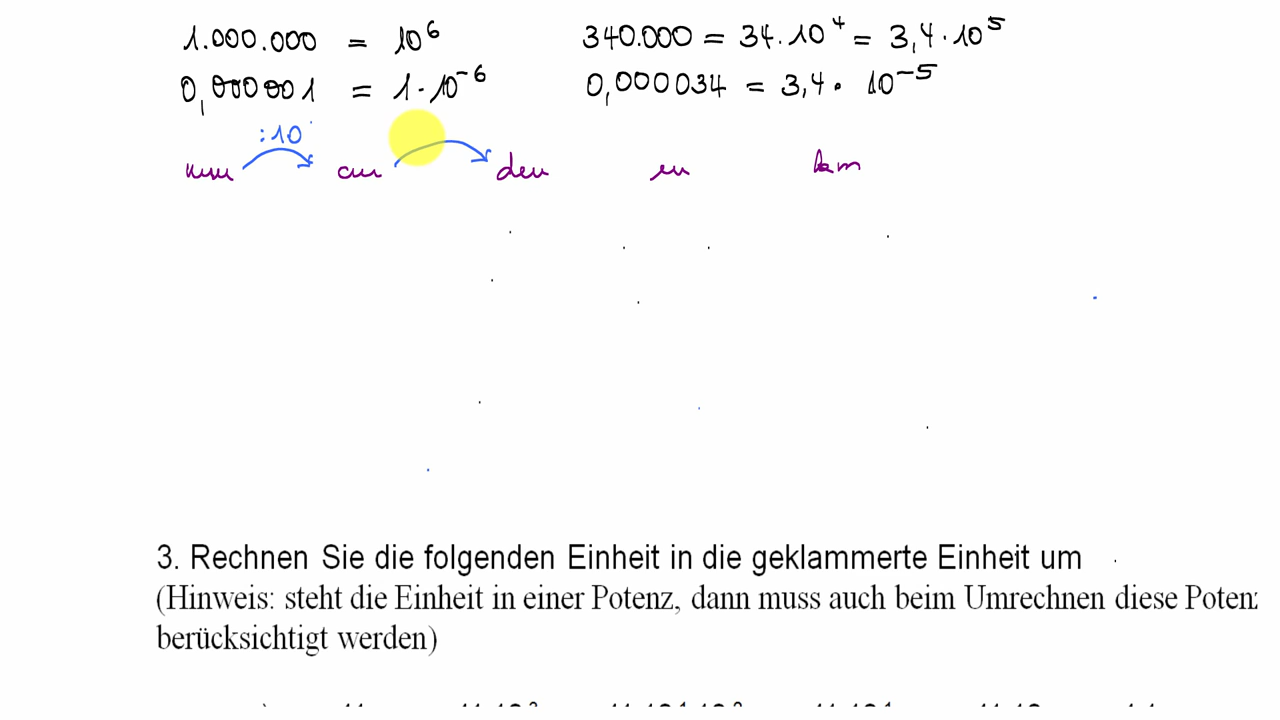 1.000.000 = 10⁶ 340.000 = 34·10⁴ = 3,4·10⁵
0,000001 = 1·10⁻⁶ 0,000034 = 3,4· 10⁻⁵
:10
mm cm dm m km
3. Rechnen Sie die folgenden Einheit in die geklammerte Einheit um
(Hinweis: steht die Einheit in einer Potenz, dann muss auch beim Umrechnen diese Potenz
berücksichtigt werden)